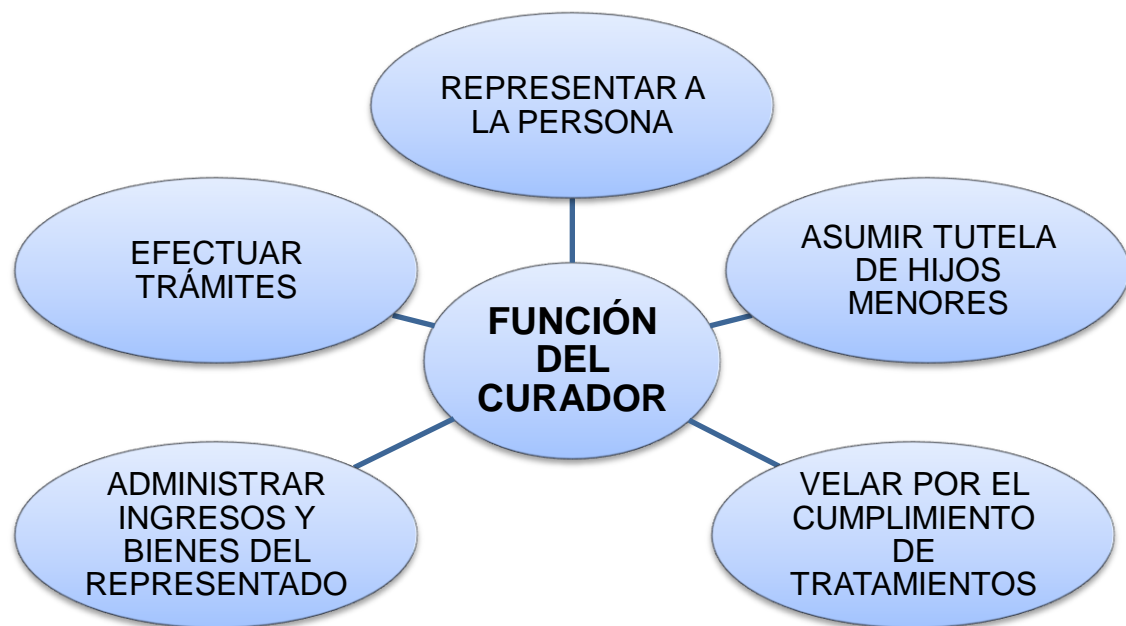 REPRESENTAR A
LA PERSONA
EFECTUAR
TRÁMITES
ASUMIR TUTELA
DE HIJOS
MENORES
FUNCIÓN
DEL
CURADOR
ADMINISTRAR
INGRESOS Y
BIENES DEL
REPRESENTADO
VELAR POR EL
CUMPLIMIENTO
DE
TRATAMIENTOS